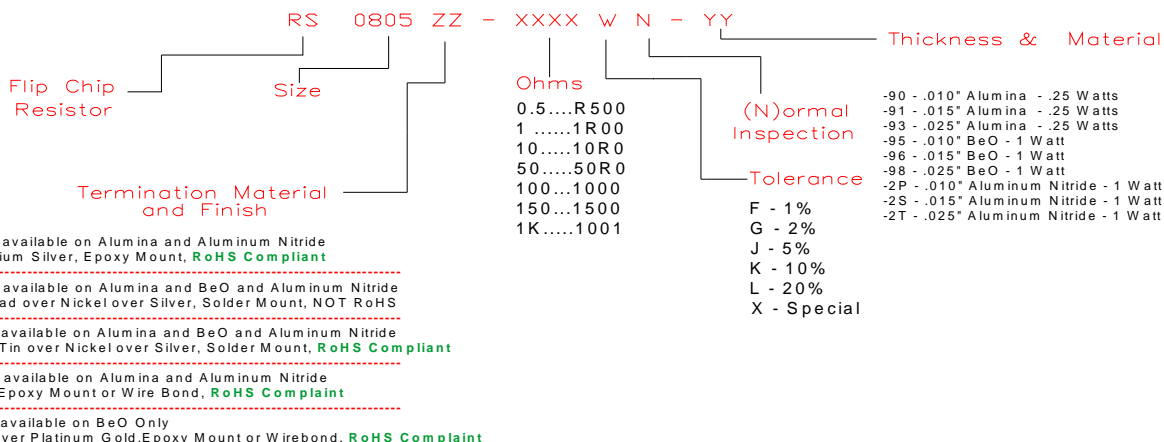 RS 0805 ZZ - XXXX W N - YY
Thickness & Material
Flip Chip
Resistor
Size
Ohms
0.5....R500
1 ......1R00
10.....10R0
50.....50R0
100...1000
150...1500
1K.....1001
(N)ormal
Inspection
-90 - .010" Alumina - .25 Watts
-91 - .015" Alumina - .25 Watts
-93 - .025" Alumina - .25 Watts
-95 - .010" BeO - 1 Watt
-96 - .015" BeO - 1 Watt
-98 - .025" BeO - 1 Watt
-2P - .010" Aluminum Nitride - 1 Watt
-2S - .015" Aluminum Nitride - 1 Watt
-2T - .025" Aluminum Nitride - 1 Watt
Termination Material
and Finish
Tolerance
F - 1%
G - 2%
J - 5%
K - 10%
L - 20%
X - Special
available on Alumina and Aluminum Nitride
ium Silver, Epoxy Mount, RoHS Compliant
available on Alumina and BeO and Aluminum Nitride
ad over Nickel over Silver, Solder Mount, NOT RoHS
available on Alumina and BeO and Aluminum Nitride
Tin over Nickel over Silver, Solder Mount, RoHS Compliant
available on Alumina and Aluminum Nitride
Epoxy Mount or Wire Bond, RoHS Complaint
available on BeO Only
ver Platinum Gold,Epoxy Mount or Wirebond, RoHS Complaint